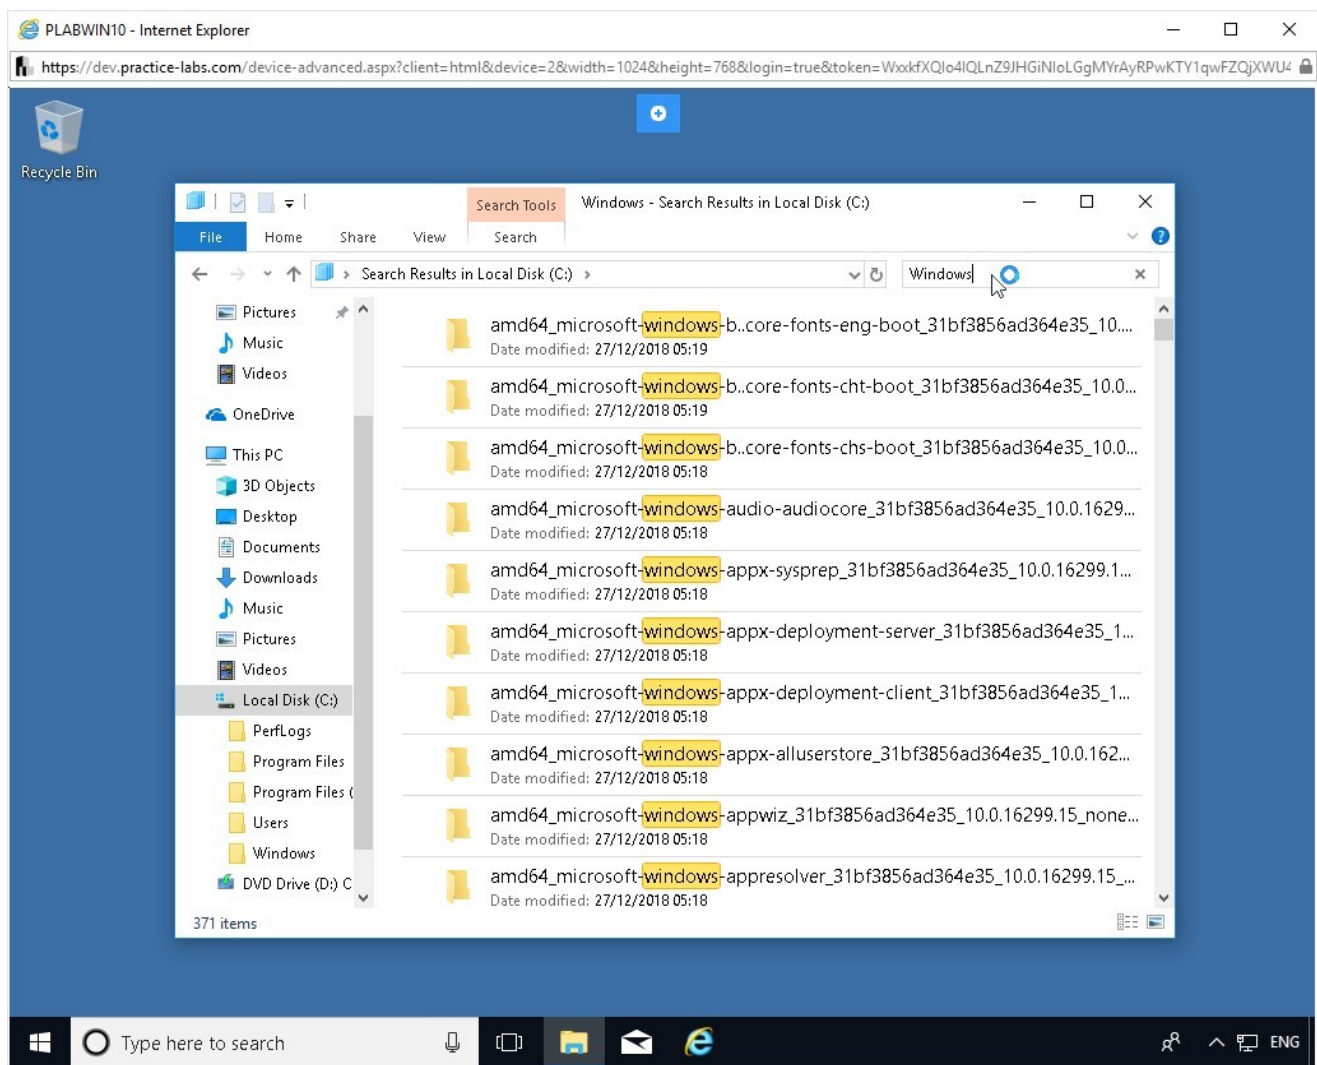 PLABWIN10 - Internet Explorer
https://dev.practice-labs.com/device-advanced.aspx?client=html&device=2&width=1024&height=768&login=true&token=
Recycle Bin
Search Tools
Windows - Search Results in Local Disk (C:)
File Home Share View Search
Search Results in Local Disk (C:)
Windows
Pictures
Music
Videos
OneDrive
This PC
3D Objects
Desktop
Documents
Downloads
Music
Pictures
Videos
Local Disk (C:)
PerfLogs
Program Files
Program Files (
Users
Windows
DVD Drive (D:) C
amd64_microsoft-windows-b..core-fonts-eng-boot_31bf3856ad364e35_10....
Date modified: 27/12/2018 05:19
amd64_microsoft-windows-b..core-fonts-cht-boot_31bf3856ad364e35_10.0...
Date modified: 27/12/2018 05:19
amd64_microsoft-windows-b..core-fonts-chs-boot_31bf3856ad364e35_10.0...
Date modified: 27/12/2018 05:18
amd64_microsoft-windows-audio-audiocore_31bf3856ad364e35_10.0.1629...
Date modified: 27/12/2018 05:18
amd64_microsoft-windows-appx-sysprep_31bf3856ad364e35_10.0.16299.1...
Date modified: 27/12/2018 05:18
amd64_microsoft-windows-appx-deployment-server_31bf3856ad364e35_1...
Date modified: 27/12/2018 05:18
amd64_microsoft-windows-appx-deployment-client_31bf3856ad364e35_1...
Date modified: 27/12/2018 05:18
amd64_microsoft-windows-appx-alluserstore_31bf3856ad364e35_10.0.162...
Date modified: 27/12/2018 05:18
amd64_microsoft-windows-appwiz_31bf3856ad364e35_10.0.16299.15_none...
Date modified: 27/12/2018 05:18
amd64_microsoft-windows-appresolver_31bf3856ad364e35_10.0.16299.15_...
Date modified: 27/12/2018 05:18
371 items
Type here to search
ENG